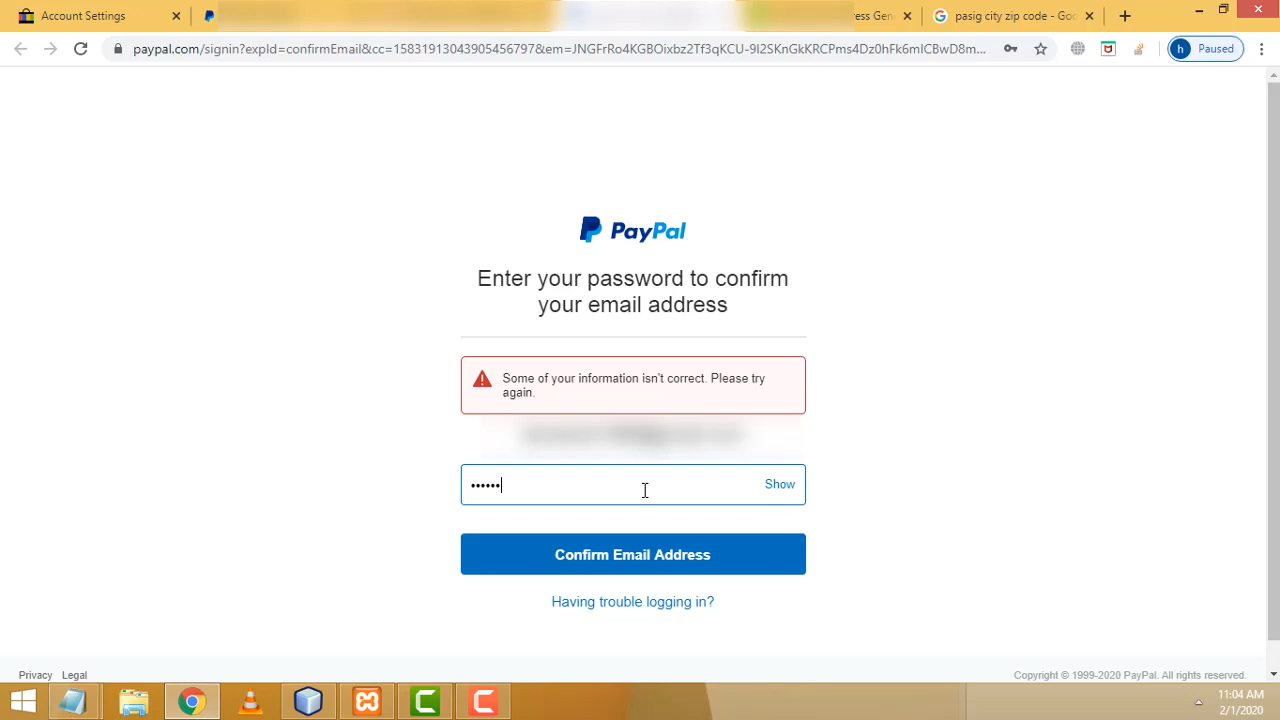 Account Settings
ress Gen
pasig city zip code - Goo
paypal.com/signin?expId=confirmEmail&cc=15831913043905456797&em=JNGFrRo4KGBOixbz2Tf3qKCU-9I2SKnGkKRCPms4Dz0hFk6mICBwD8m...
h Paused
PayPal
Enter your password to confirm
your email address
Some of your information isn't correct. Please try
again.
Show
Confirm Email Address
Having trouble logging in?
Privacy Legal
Copyright © 1999-2020 PayPal. All rights reserved.
11:04 AM
2/1/2020